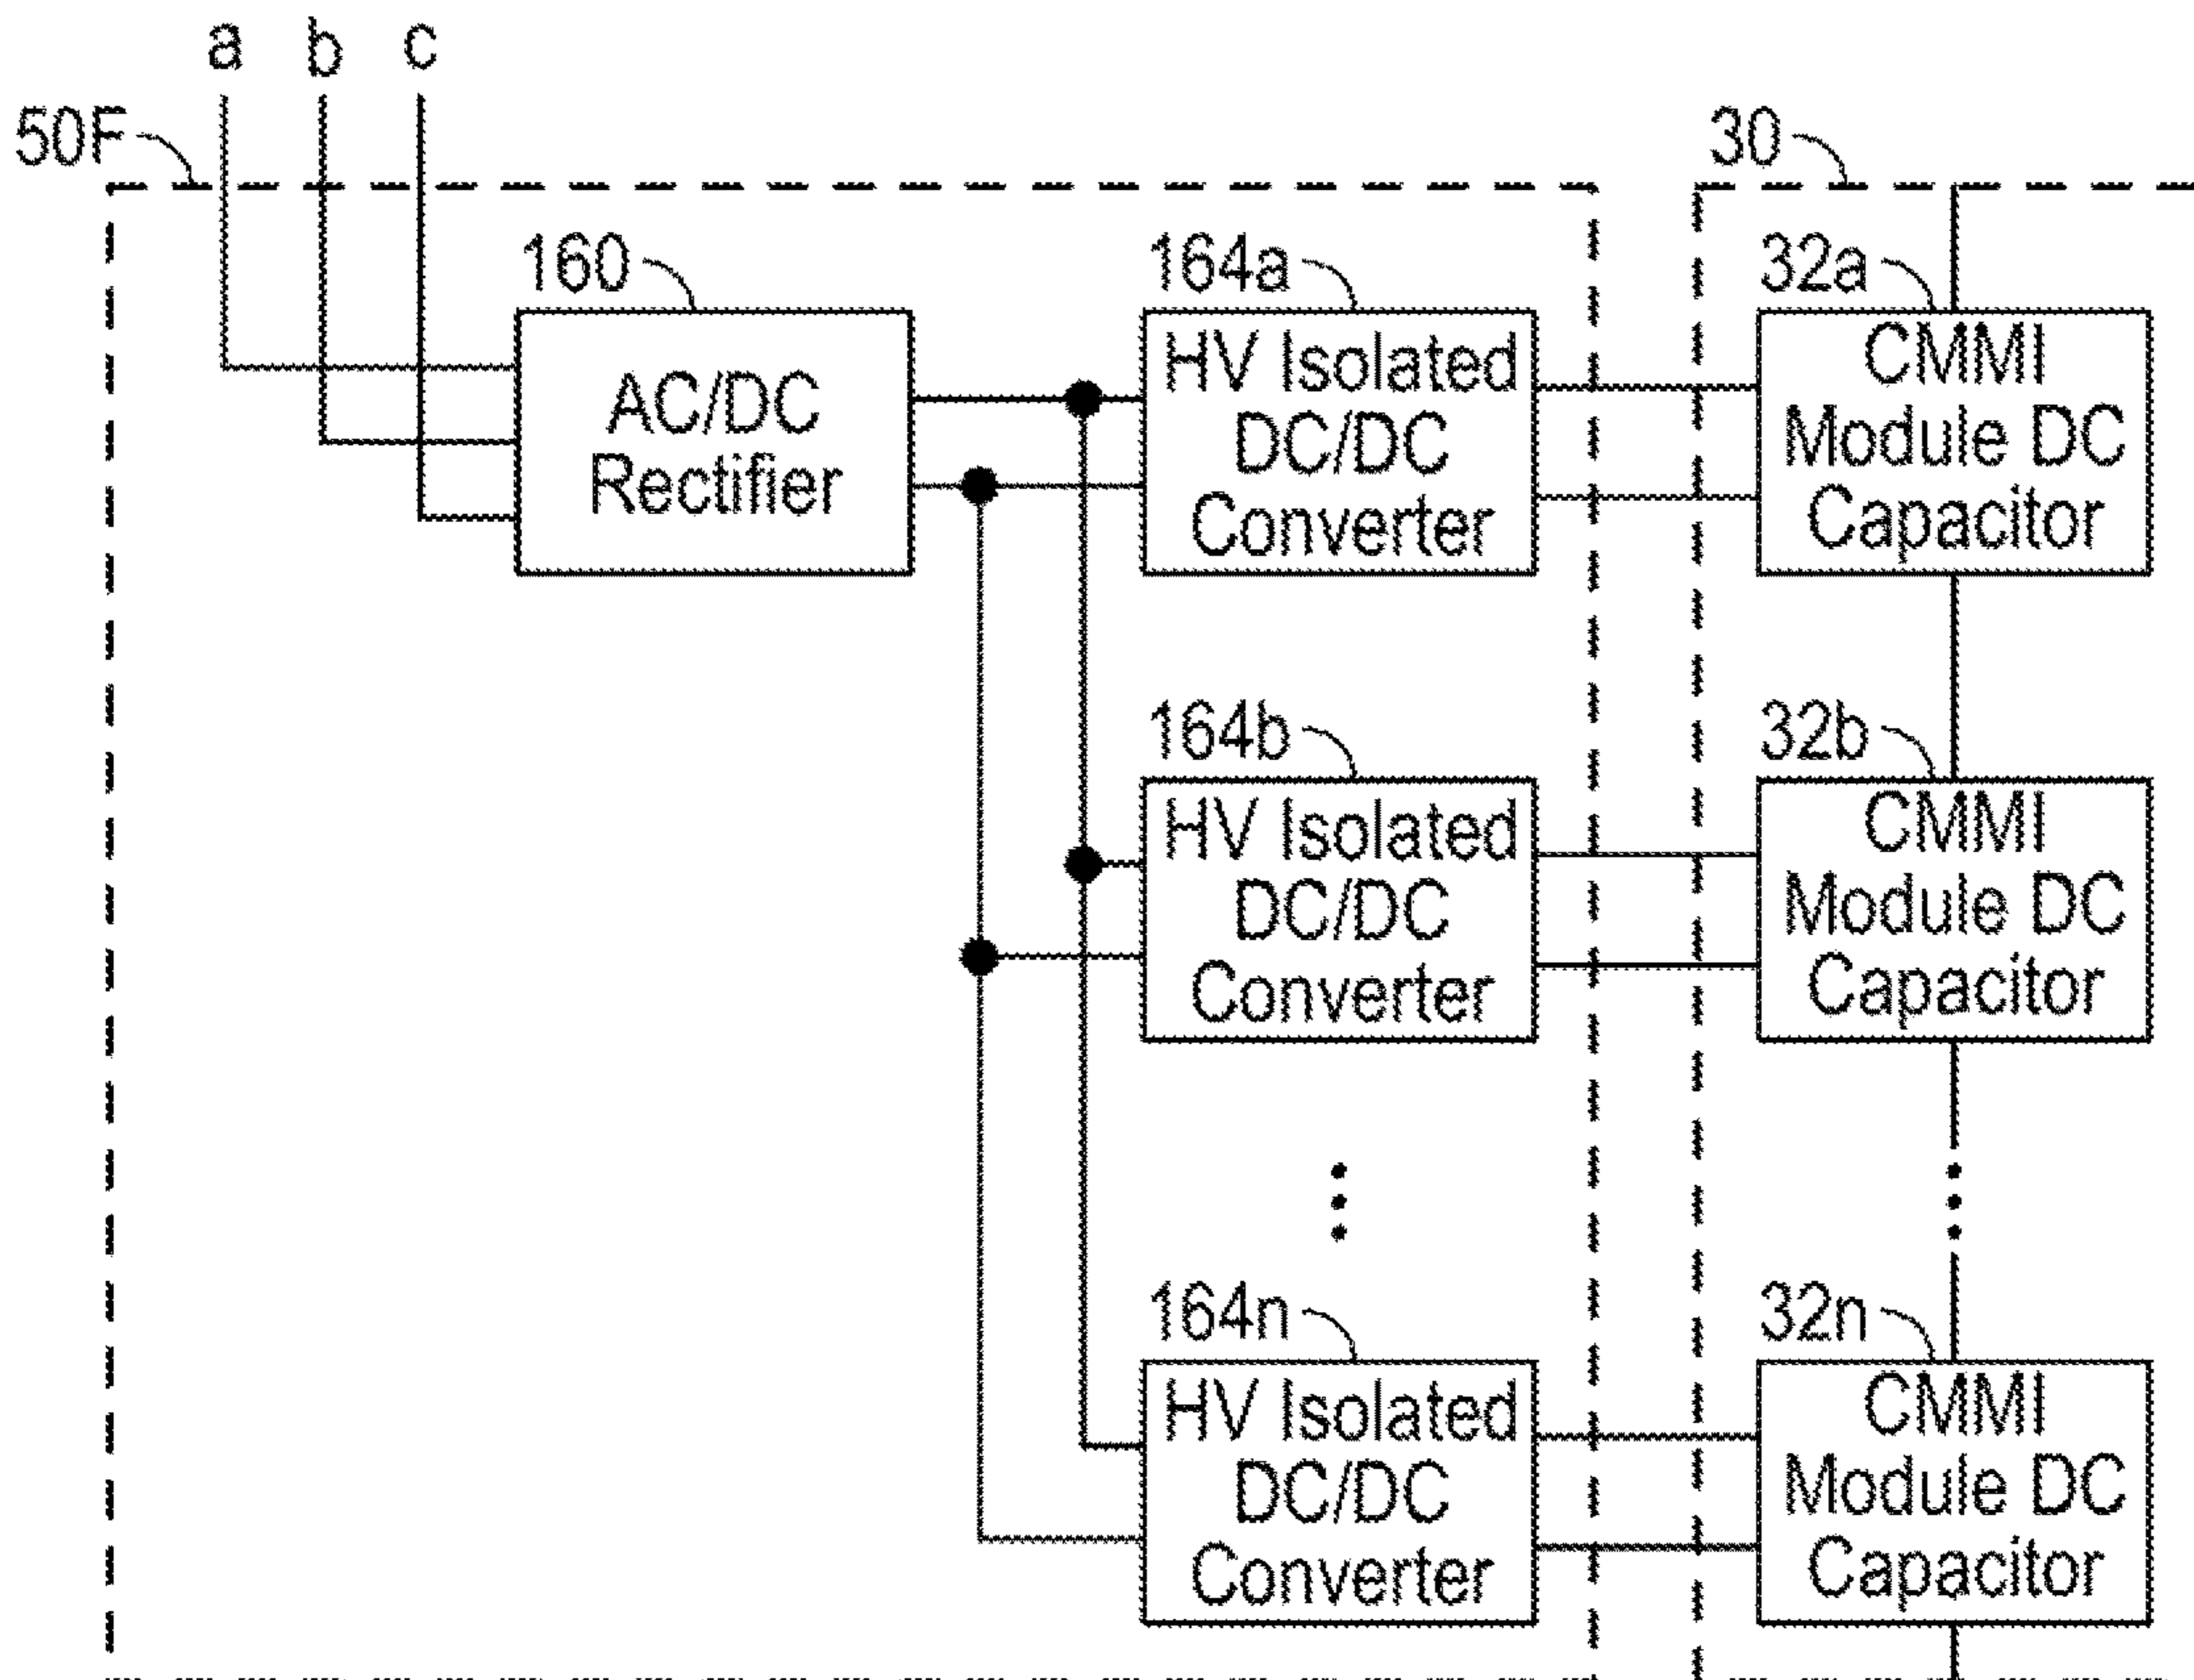 a b c
50F
30
160
164a
32a
AC/DC
Rectifier
HV Isolated
DC/DC
Converter
CMMI
Module DC
Capacitor
164b
32b
HV Isolated
DC/DC
Converter
CMMI
Module DC
Capacitor
164n
32n
HV Isolated
DC/DC
Converter
CMMI
Module DC
Capacitor